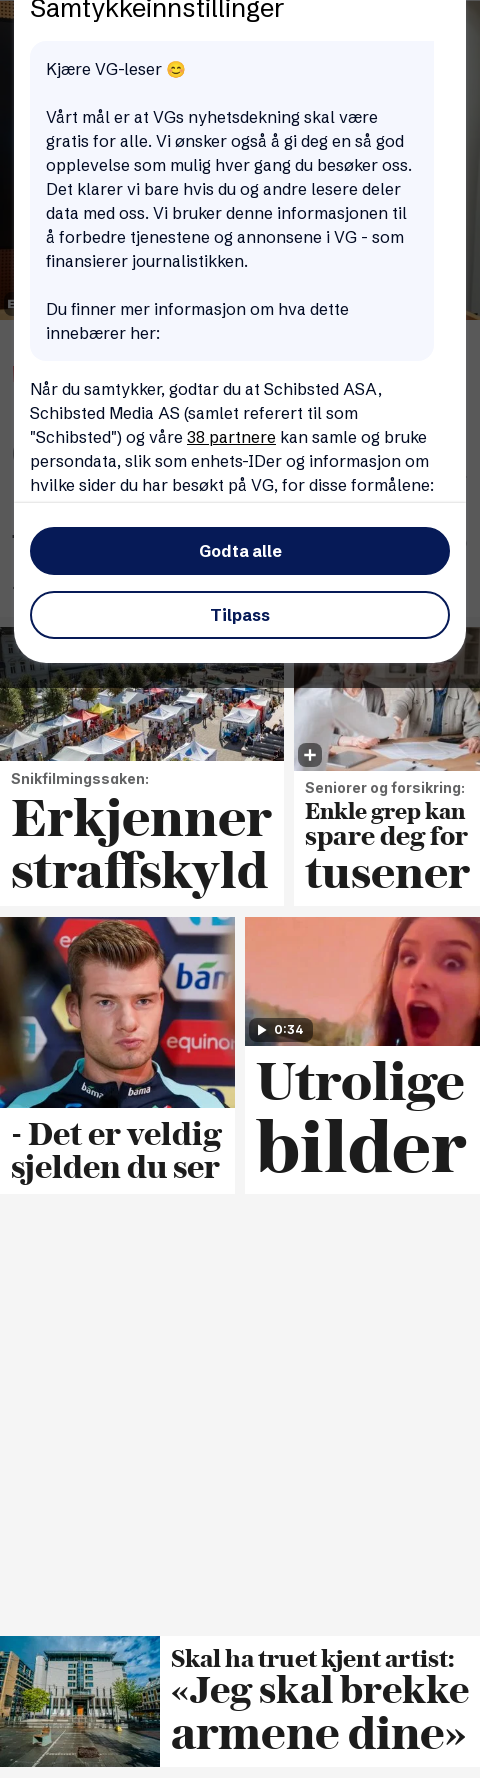 Samtykkeinnstillinger
Kjære VG-leser 😊
Vårt mål er at VGs nyhetsdekning skal være
gratis for alle. Vi ønsker også å gi deg en så god
opplevelse som mulig hver gang du besøker oss.
Det klarer vi bare hvis du og andre lesere deler
data med oss. Vi bruker denne informasjonen til
å forbedre tjenestene og annonsene i VG - som
finansierer journalistikken.
Du finner mer informasjon om hva dette
innebærer her:
Når du samtykker, godtar du at Schibsted ASA,
Schibsted Media AS (samlet referert til som
"Schibsted") og våre 38 partnere kan samle og bruke
persondata, slik som enhets-IDer og informasjon om
hvilke sider du har besøkt på VG, for disse formålene:
Godta alle
Tilpass
Snikfilmingssaken:
Erkjenner
straffskyld
Seniorer og forsikring:
Enkle grep kan
spare deg for
tusener
bama
equinor
bama
bama
- Det er veldig
sjelden du ser
0:34
Utrolige
bilder
Skal ha truet kjent artist:
«Jeg skal brekke
armene dine»